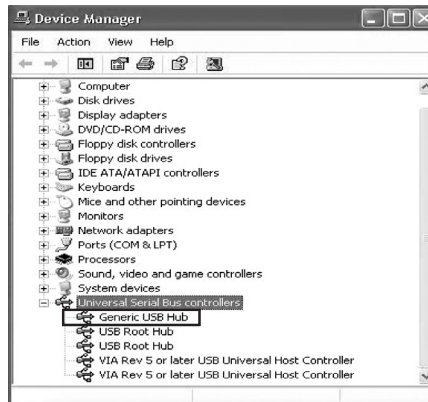 Device Manager
File Action View Help
Computer
Disk drives
Display adapters
DVD/CD-ROM drives
Floppy disk controllers
Floppy disk drives
IDE ATA/ATAPI controllers
Keyboards
Mice and other pointing devices
Monitors
Network adapters
Ports (COM & LPT)
Processors
Sound, video and game controllers
System devices
Universal Serial Bus controllers
Generic USB Hub
USB Root Hub
USB Root Hub
VIA Rev 5 or later USB Universal Host Controller
VIA Rev 5 or later USB Universal Host Controller